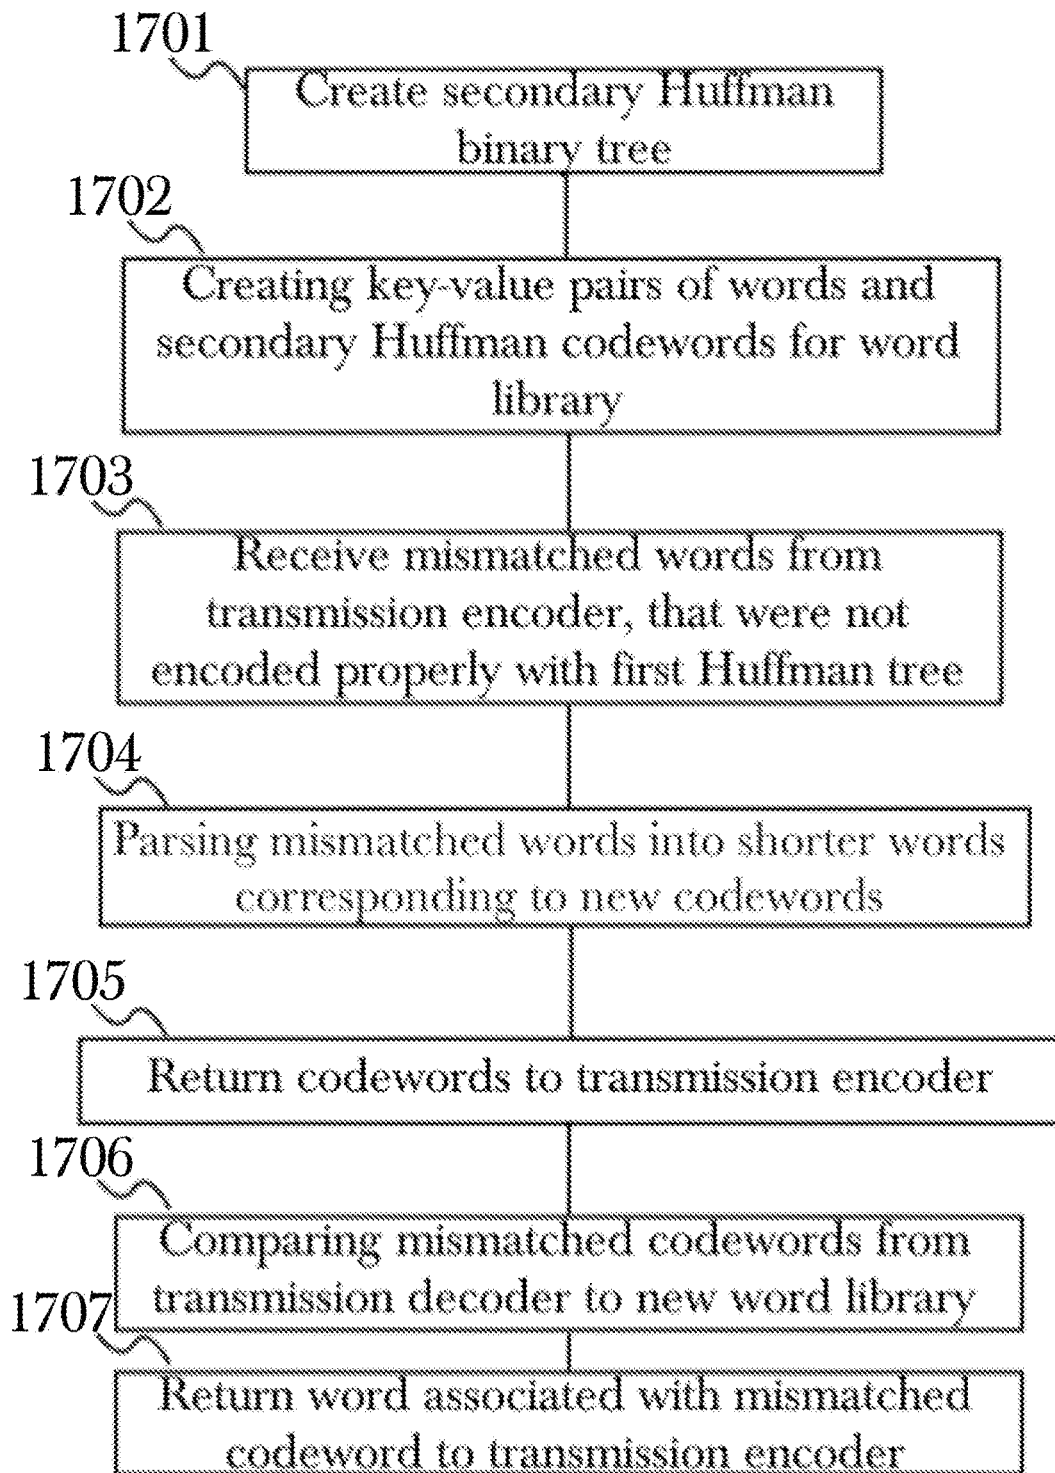 1701
Create secondary Huffman
binary tree
1702
Creating key-value pairs of words and
secondary Huffman codewords for word
library
1703
Receive mismatched words from
transmission encoder, that were not
encoded properly with first Huffman tree
1704
Parsing mismatched words into shorter words
corresponding to new codewords
1705
Return codewords to transmission encoder
1706
Comparing mismatched codewords from
transmission decoder to new word library
1707
Return word associated with mismatched
codeword to transmission encoder